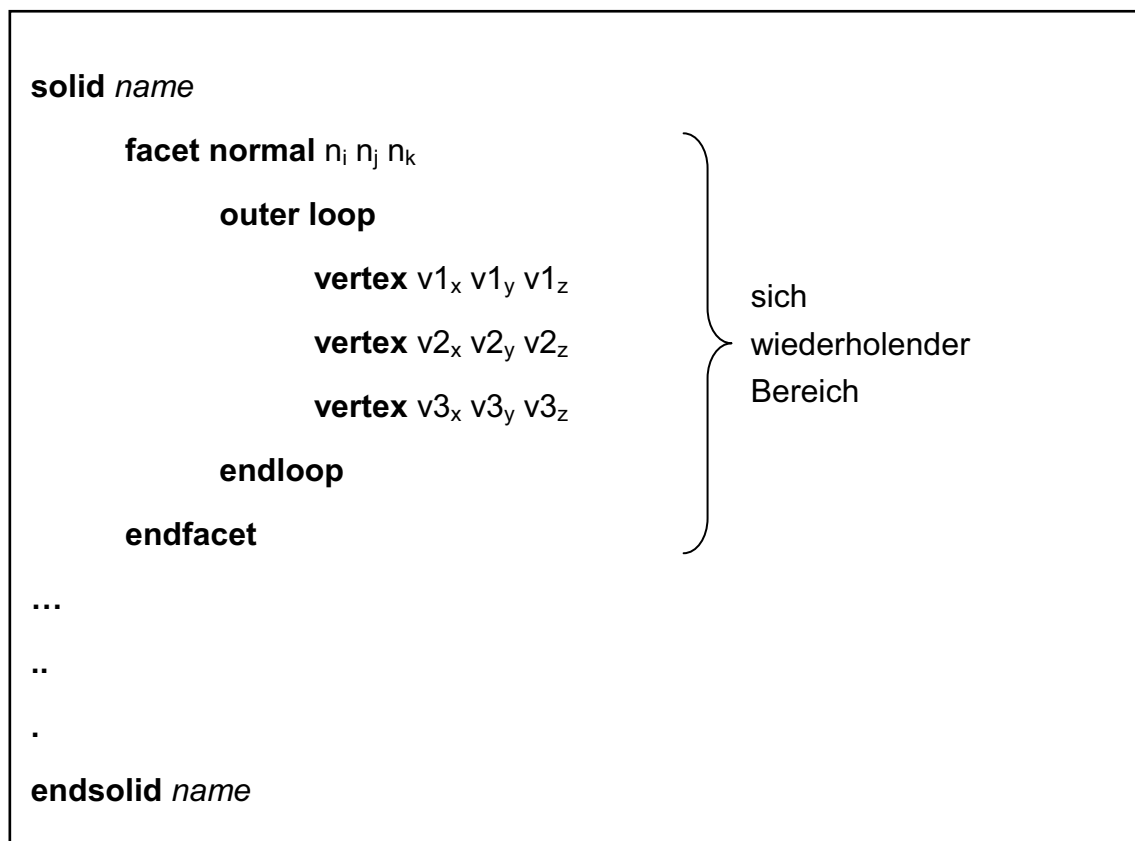 solid name
facet normal nᵢ nⱼ nₖ
outer loop
vertex v1ₓ v1y v1z
vertex v2ₓ v2y v2z
vertex v3ₓ v3y v3z
endloop
endfacet
sich
wiederholender
Bereich
…
..
.
endsolid name